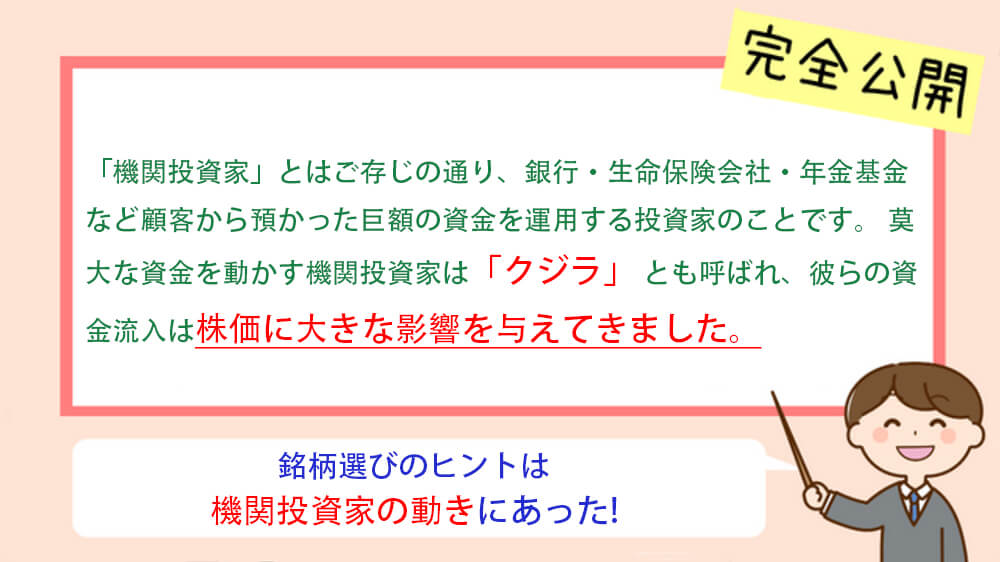 完全公開
「機関投資家」とはご存じの通り、銀行・生命保険会社・年金基金
など顧客から預かった巨額の資金を運用する投資家のことです。 莫
大な資金を動かす機関投資家は「クジラ」 とも呼ばれ、彼らの資
金流入は株価に大きな影響を与えてきました。
銘柄選びのヒントは
機関投資家の動きにあった!